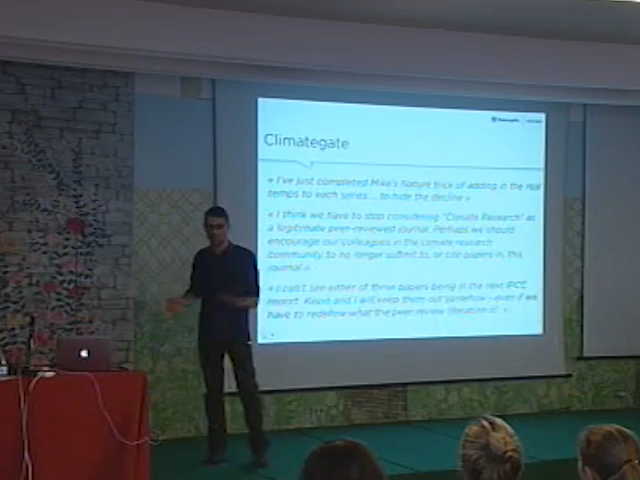 Climategate
« I've just completed Mike's Nature trick of adding in the real
temps to each series ... to hide the decline »
« I think we have to stop considering "Climate Research" as
a legitimate peer-reviewed journal. Perhaps we should
encourage our colleagues in the climate research
community to no longer submit to, or cite papers in, this
journal »
« I can't see either of these papers being in the next IPCC
report. Kevin and I will keep them out somehow - even if we
have to redefine what the peer-review literature is! »